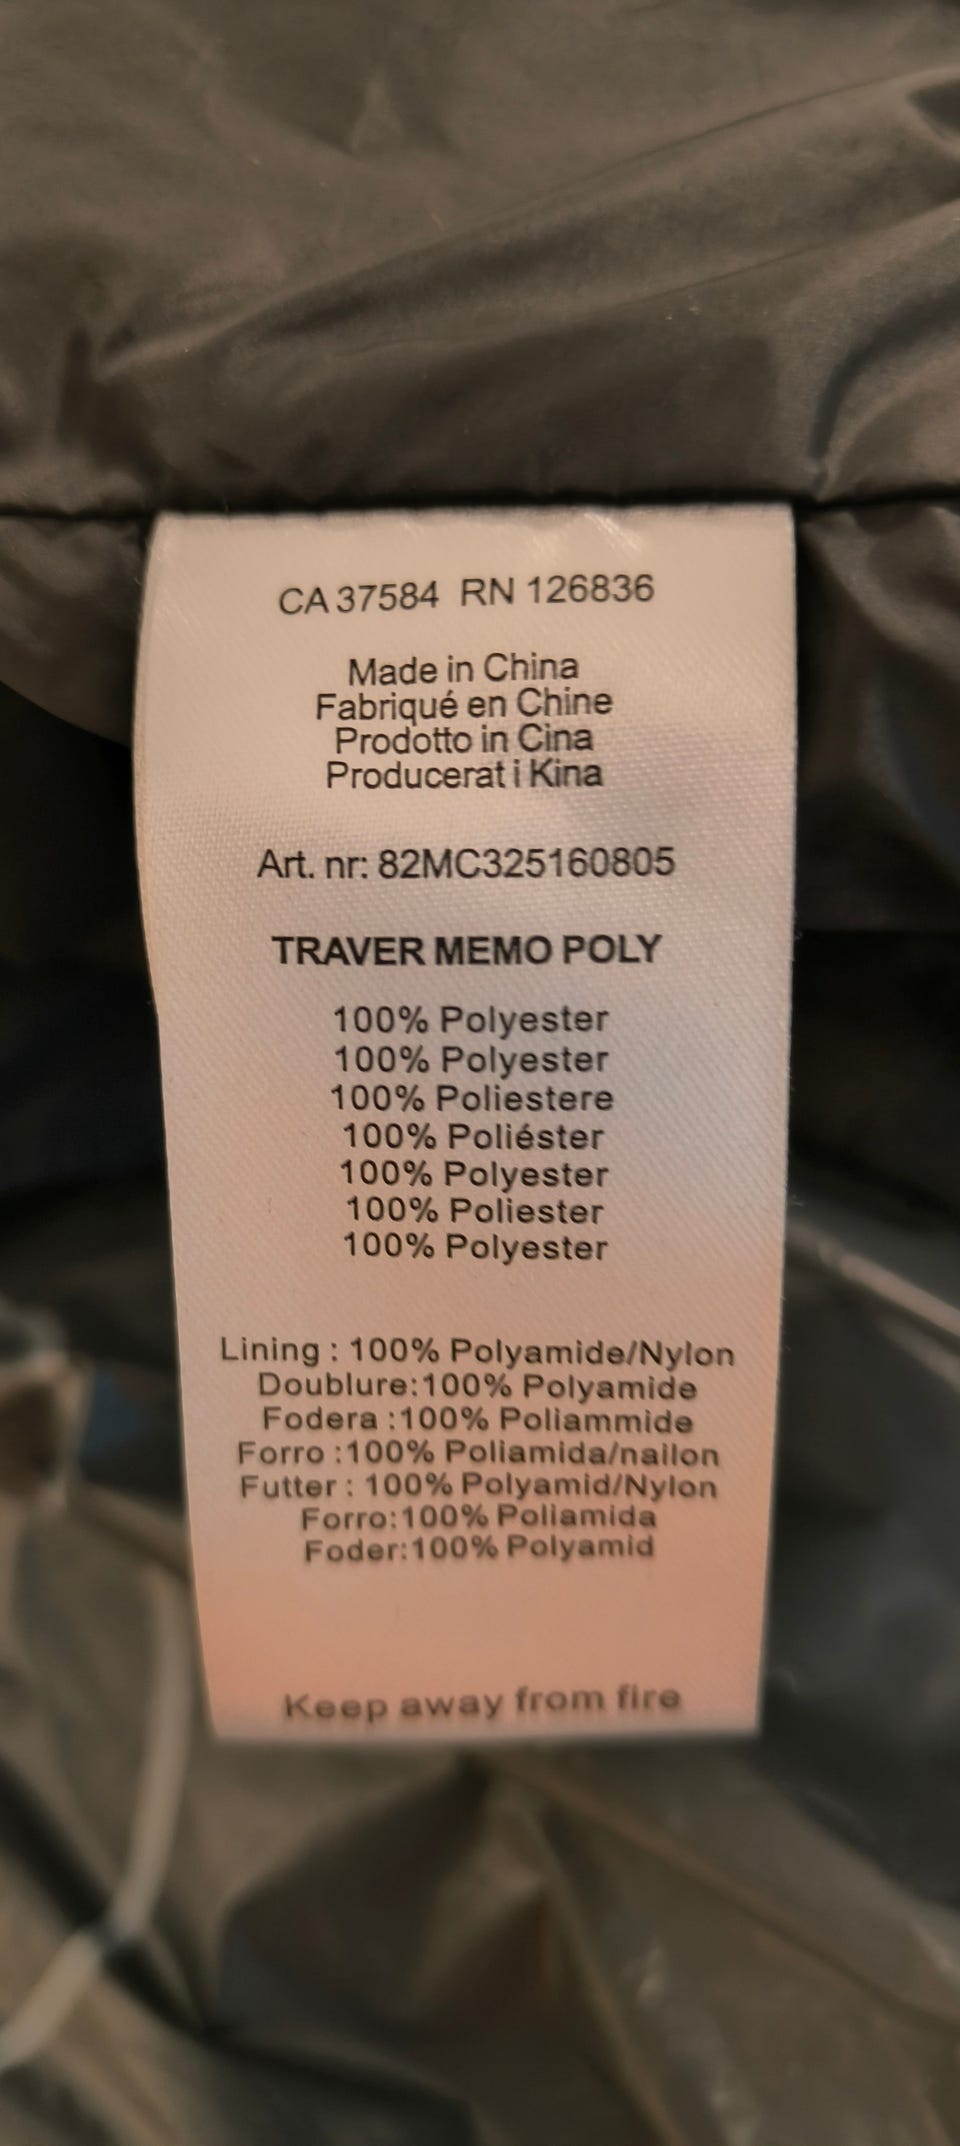 CA 37584 RN 126836
Made in China
Fabriqué en Chine
Prodotto in Cina
Producerat i Kina
Art. nr: 82MC325160805
TRAVER MEMO POLY
100% Polyester
100% Polyester
100% Poliestere
100% Poliéster
100% Polyester
100% Poliester
100% Polyester
Lining : 100% Polyamide/Nylon
Doublure:100% Polyamide
Fodera :100% Poliammide
Forro :100% Poliamida/nailon
Futter : 100% Polyamid/Nylon
Forro:100% Poliamida
Foder:100% Polyamid
Keep away from fire